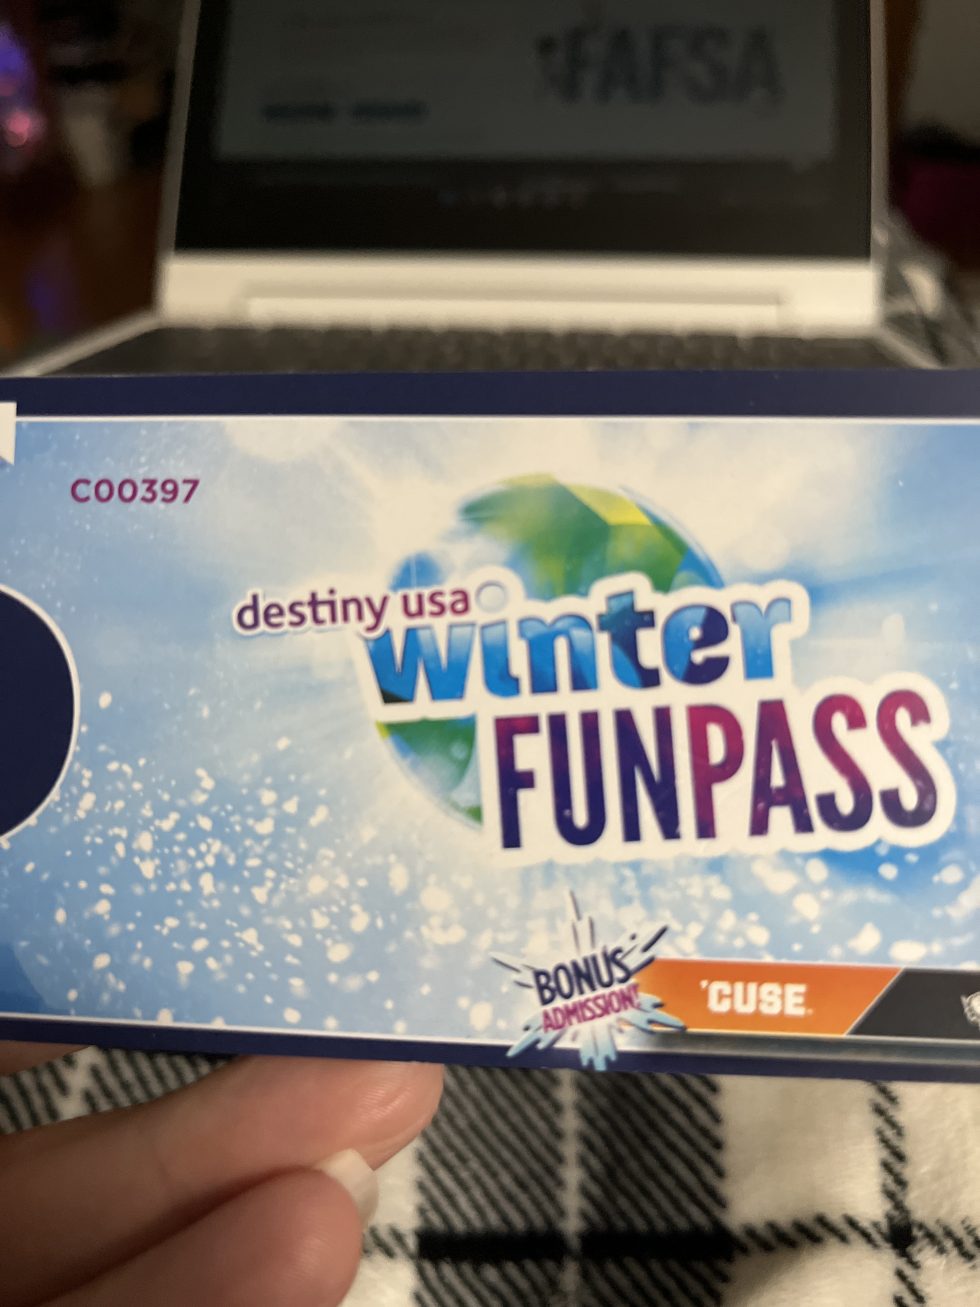 FAFSA
C00397
destiny usa
winter
FUNPASS
BONUS
ADMISSION!
'CUSE